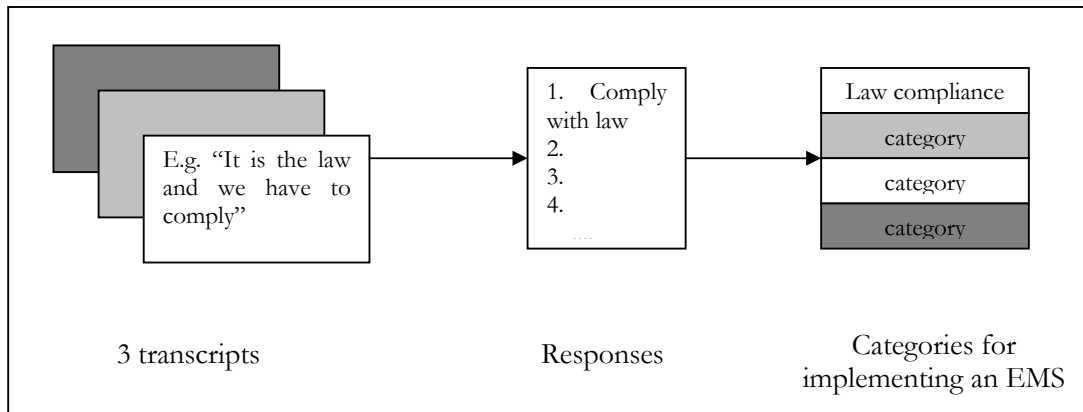 E.g. “It is the law
and we have to
comply”
1. Comply
with law
2.
3.
4.
....
Law compliance
category
category
category
3 transcripts
Responses
Categories for
implementing an EMS